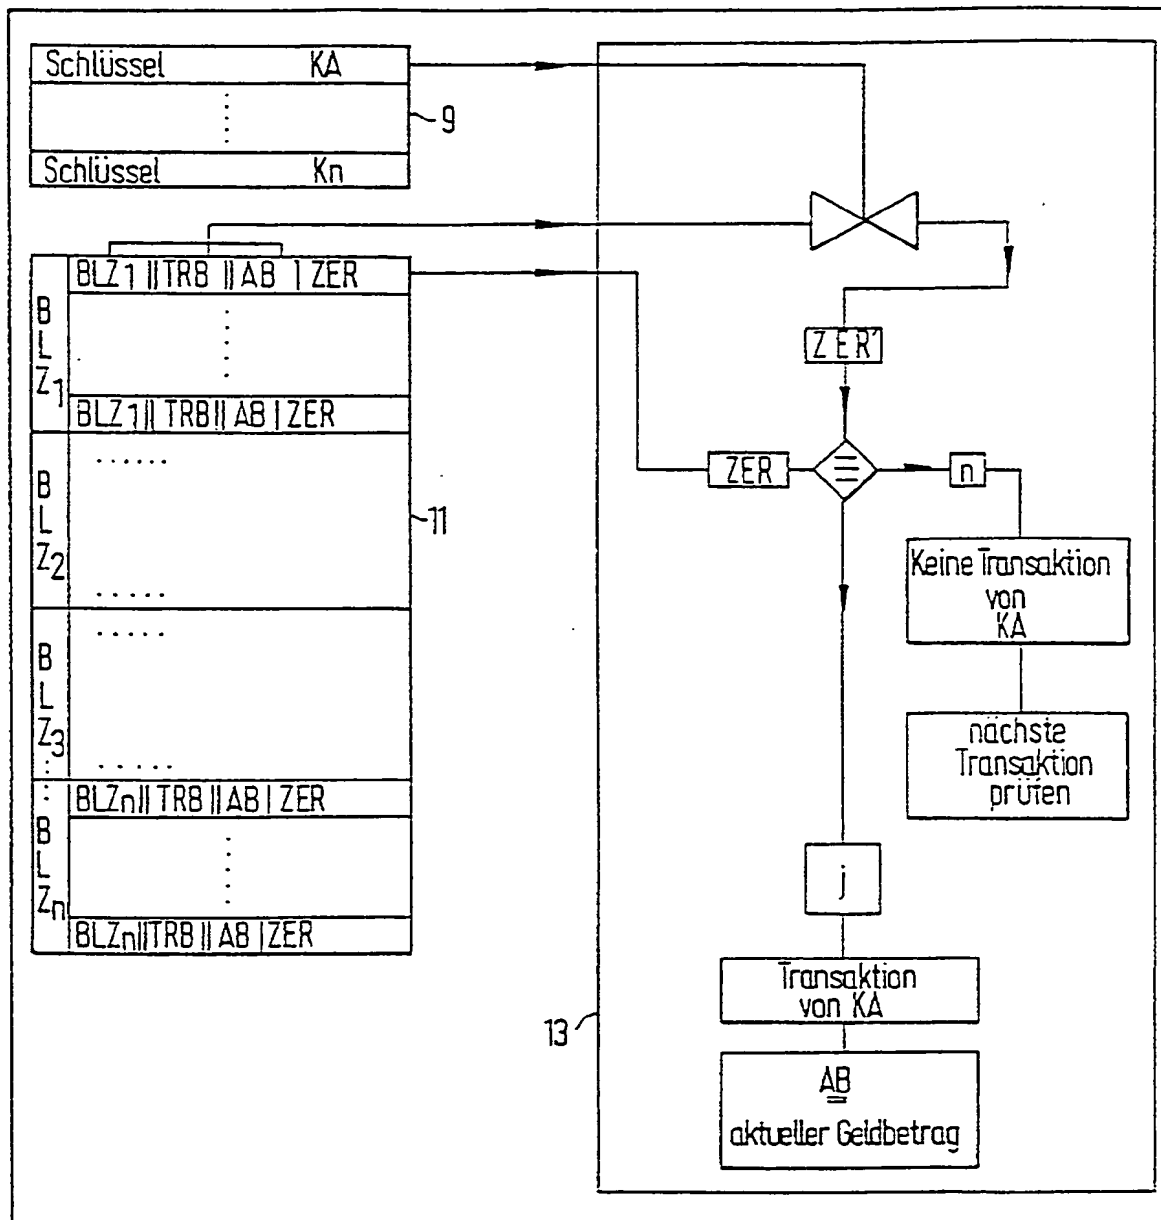 Schlüssel KA
9
Schlüssel Kn
BLZ1 || TRB || AB | ZER
BLZ1
BLZ1 || TRB || AB | ZER
BLZ2
11
BLZ3
BLZn || TRB || AB | ZER
BLZn
BLZn || TRB || AB | ZER
ZER'
ZER
=
n
Keine Transaktion
von
KA
nächste
Transaktion
prüfen
j
Transaktion
von KA
13
AB
aktueller Geldbetrag